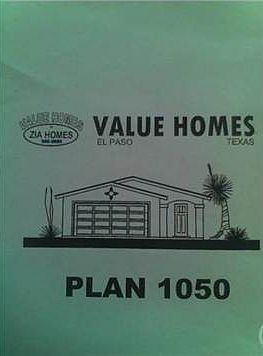 VALUE HOMES
ZIA HOMES
VALUE HOMES
EL PASO TEXAS
PLAN 1050